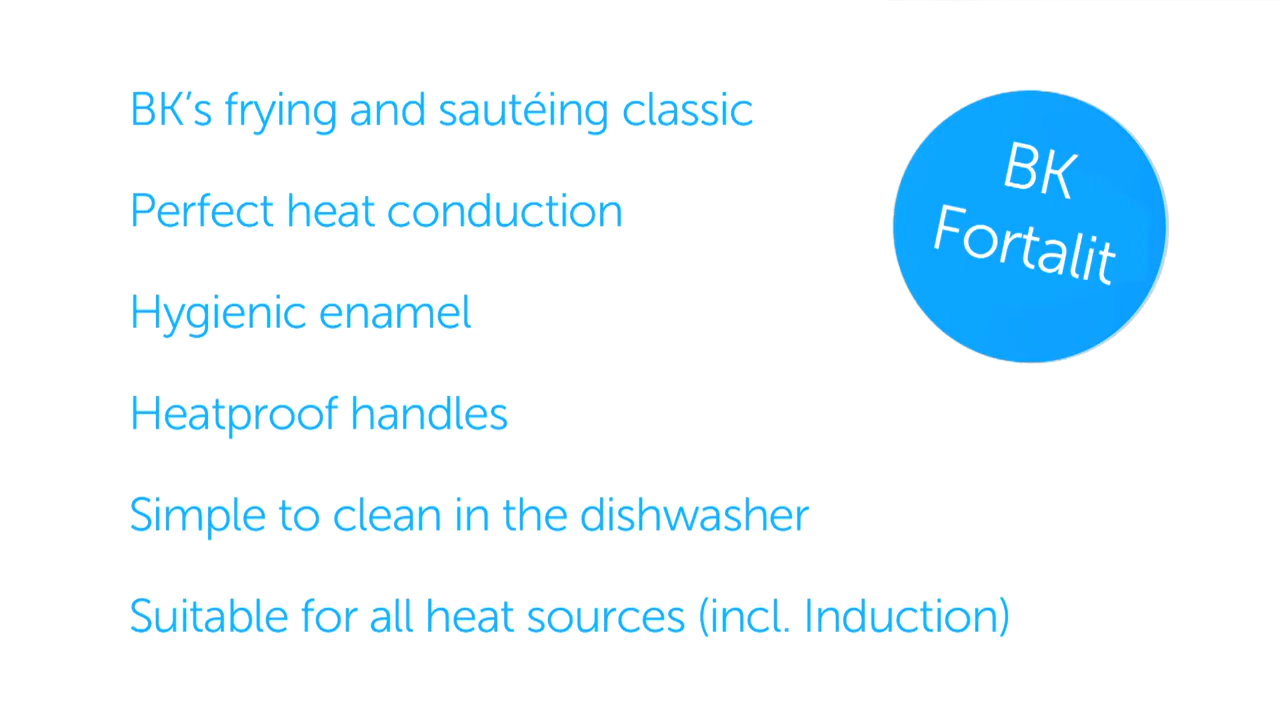 BK’s frying and sautéing classic
Perfect heat conduction
Hygienic enamel
Heatproof handles
Simple to clean in the dishwasher
Suitable for all heat sources (incl. Induction)
BK
Fortalit